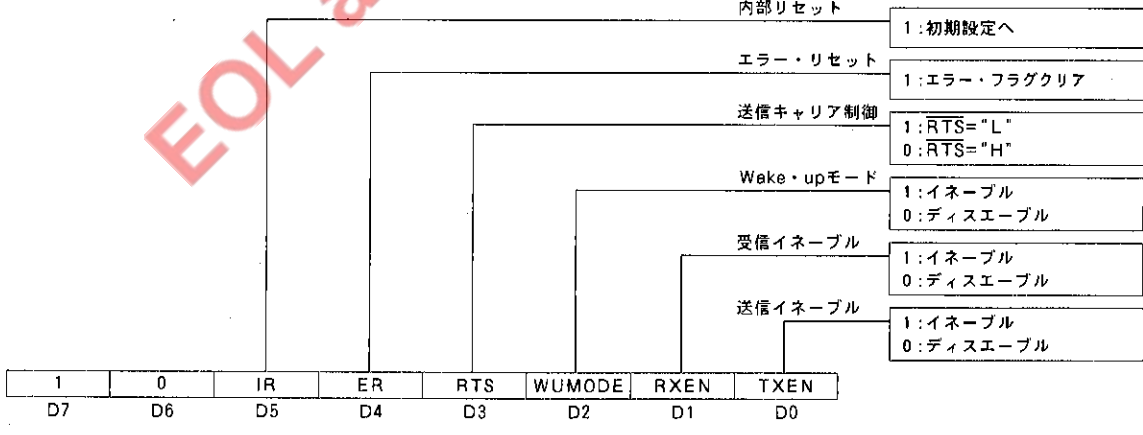 内部リセット
1:初期設定へ
エラー・リセット
1:エラー・フラグクリア
送信キャリア制御
1:RTS="L"
0:RTS="H"
Wake・upモード
1:イネーブル
0:ディスエーブル
受信イネーブル
1:イネーブル
0:ディスエーブル
送信イネーブル
1:イネーブル
0:ディスエーブル
1 0 IR ER RTS WUMODE RXEN TXEN
D7 D6 D5 D4 D3 D2 D1 D0
EOL a